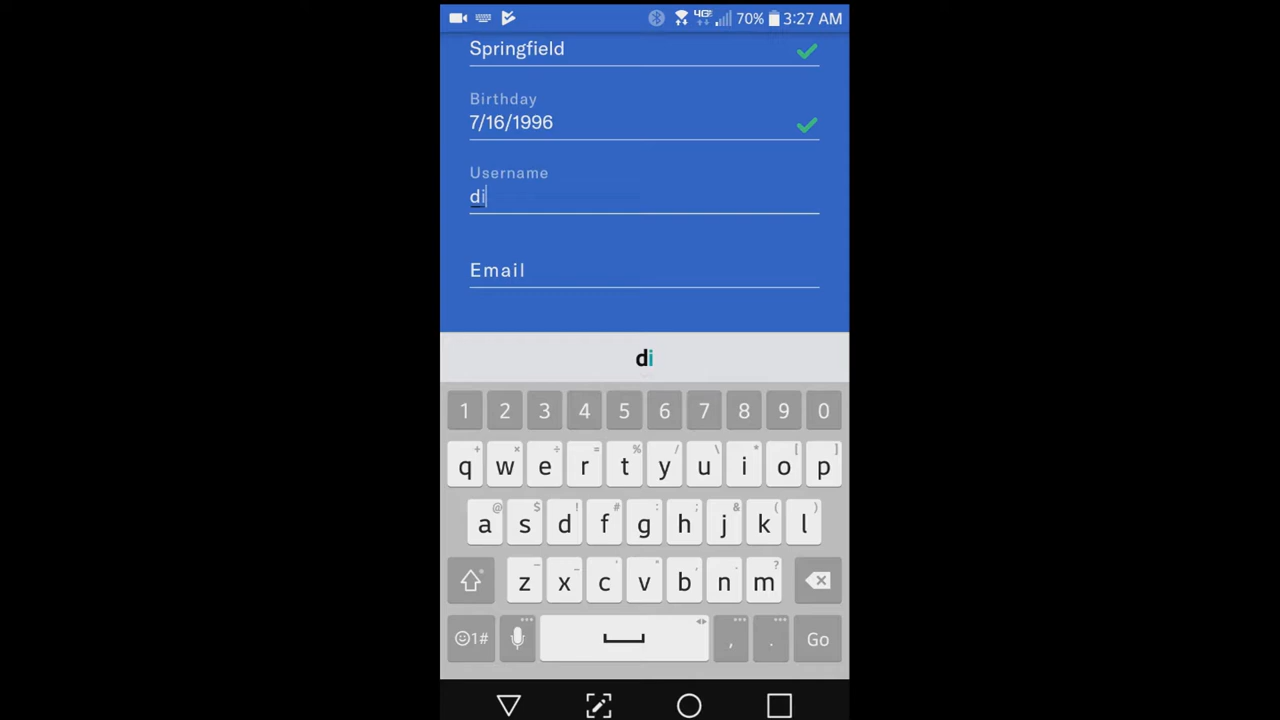 70% 3:27 AM
Springfield
Birthday
7/16/1996
Username
di
Email
di
1 2 3 4 5 6 7 8 9 0
q w e r t y u i o p
a s d f g h j k l
z x c v b n m
1# , . Go